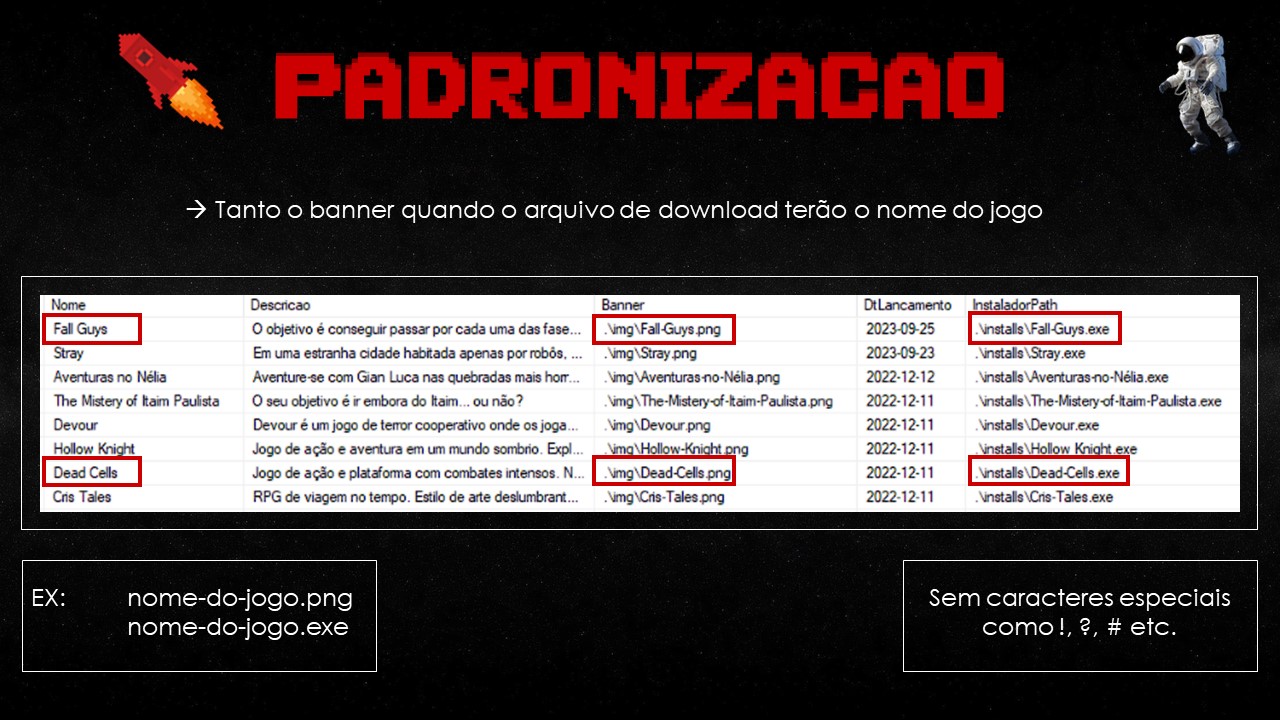 PADRONIZACAO
→ Tanto o banner quando o arquivo de download terão o nome do jogo
Nome Descricao Banner DtLancamento InstaladorPath
Fall Guys O objetivo é conseguir passar por cada uma das fase... .\img\Fall-Guys.png 2023-09-25 .\installs\Fall-Guys.exe
Stray Em uma estranha cidade habitada apenas por robôs, ... .\img\Stray.png 2023-09-23 .\installs\Stray.exe
Aventuras no Nélia Aventure-se com Gian Luca nas quebradas mais horr... .\img\Aventuras-no-Nélia.png 2022-12-12 .\installs\Aventuras-no-Nélia.exe
The Mistery of Itaim Paulista O seu objetivo é ir embora do Itaim... ou não? .\img\The-Mistery-of-Itaim-Paulista.png 2022-12-11 .\installs\The-Mistery-of-Itaim-Paulista.exe
Devour Devour é um jogo de terror cooperativo onde os joga... .\img\Devour.png 2022-12-11 .\installs\Devour.exe
Hollow Knight Jogo de ação e aventura em um mundo sombrio. Expl... .\img\Hollow-Knight.png 2022-12-11 .\installs\Hollow Knight.exe
Dead Cells Jogo de ação e plataforma com combates intensos. N... .\img\Dead-Cells.png 2022-12-11 .\installs\Dead-Cells.exe
Cris Tales RPG de viagem no tempo. Estilo de arte deslumbrant... .\img\Cris-Tales.png 2022-12-11 .\installs\Cris-Tales.exe
EX: nome-do-jogo.png
nome-do-jogo.exe
Sem caracteres especiais
como !, ?, # etc.